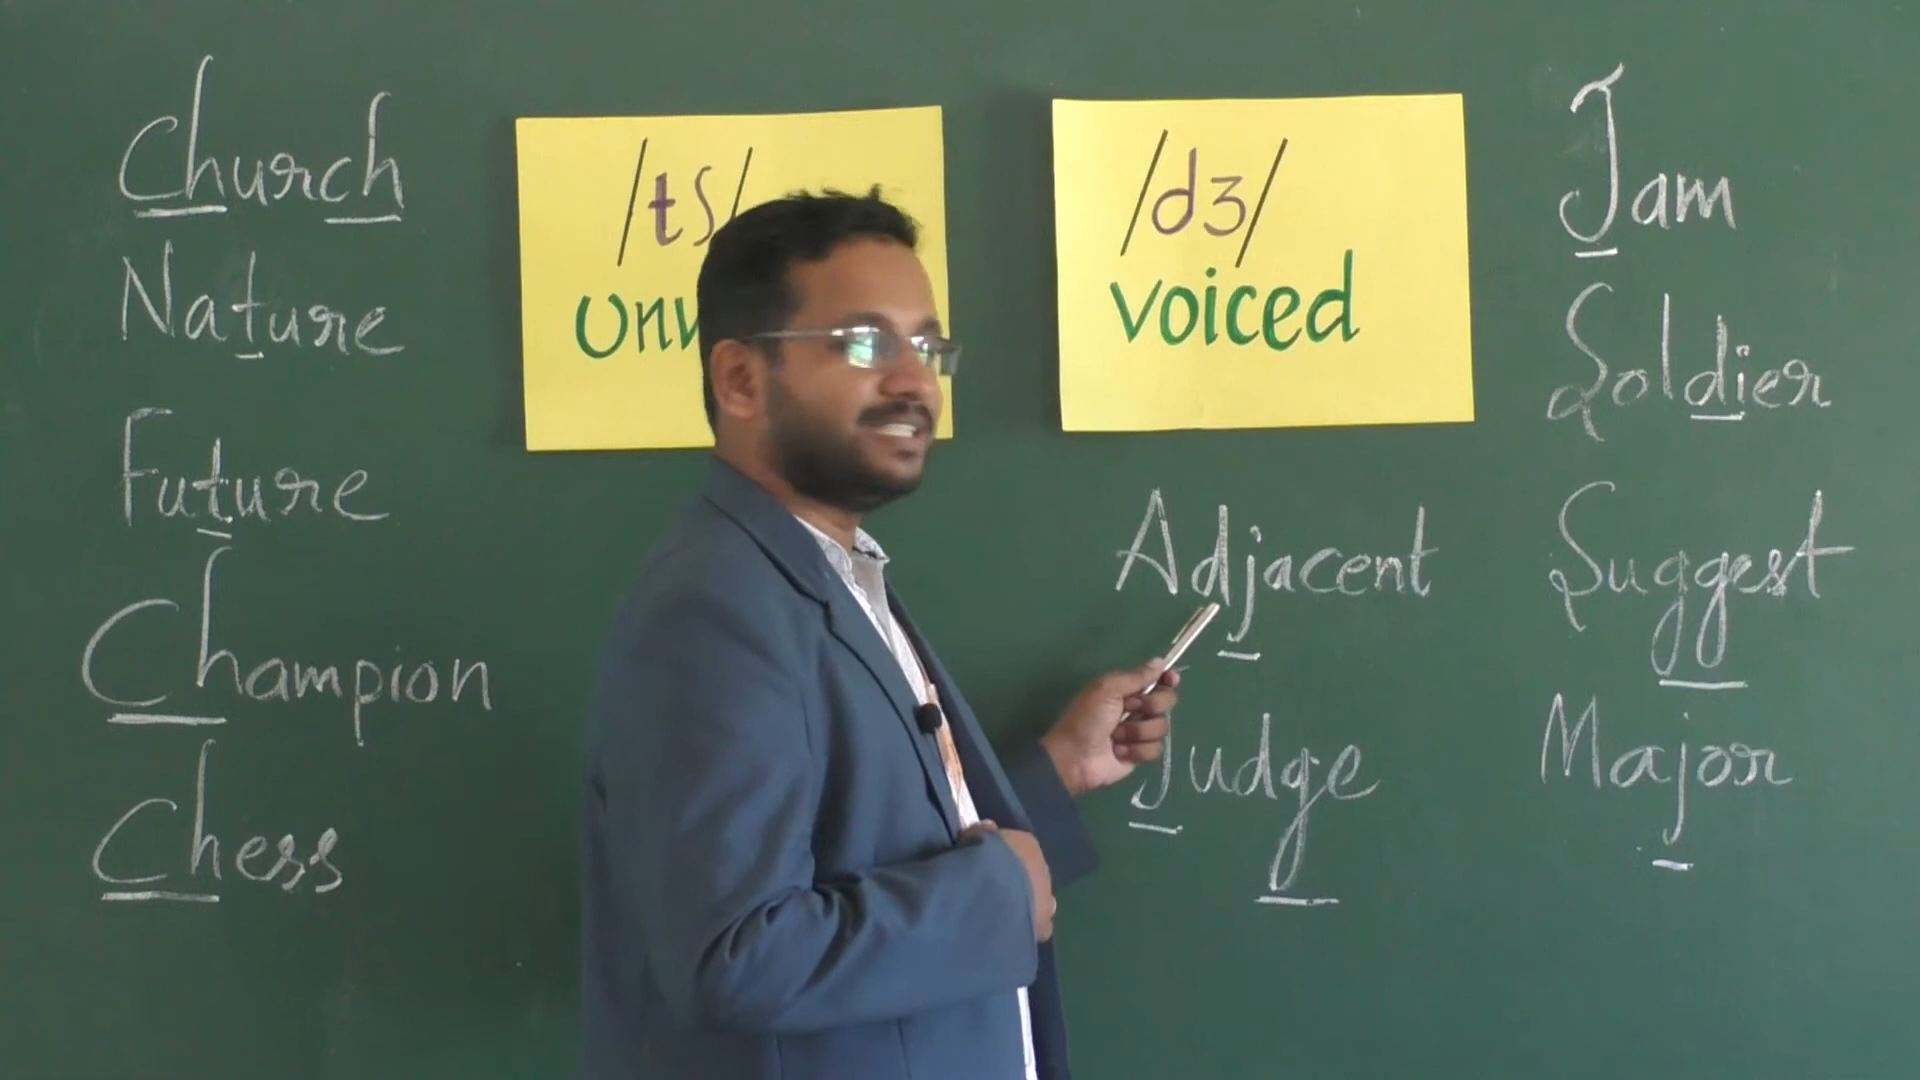 Church
Nature
Future
Champion
Chess
/tʃ/
/dʒ/
voiced
Adjacent
Judge
Jam
Soldier
Suggest
Major